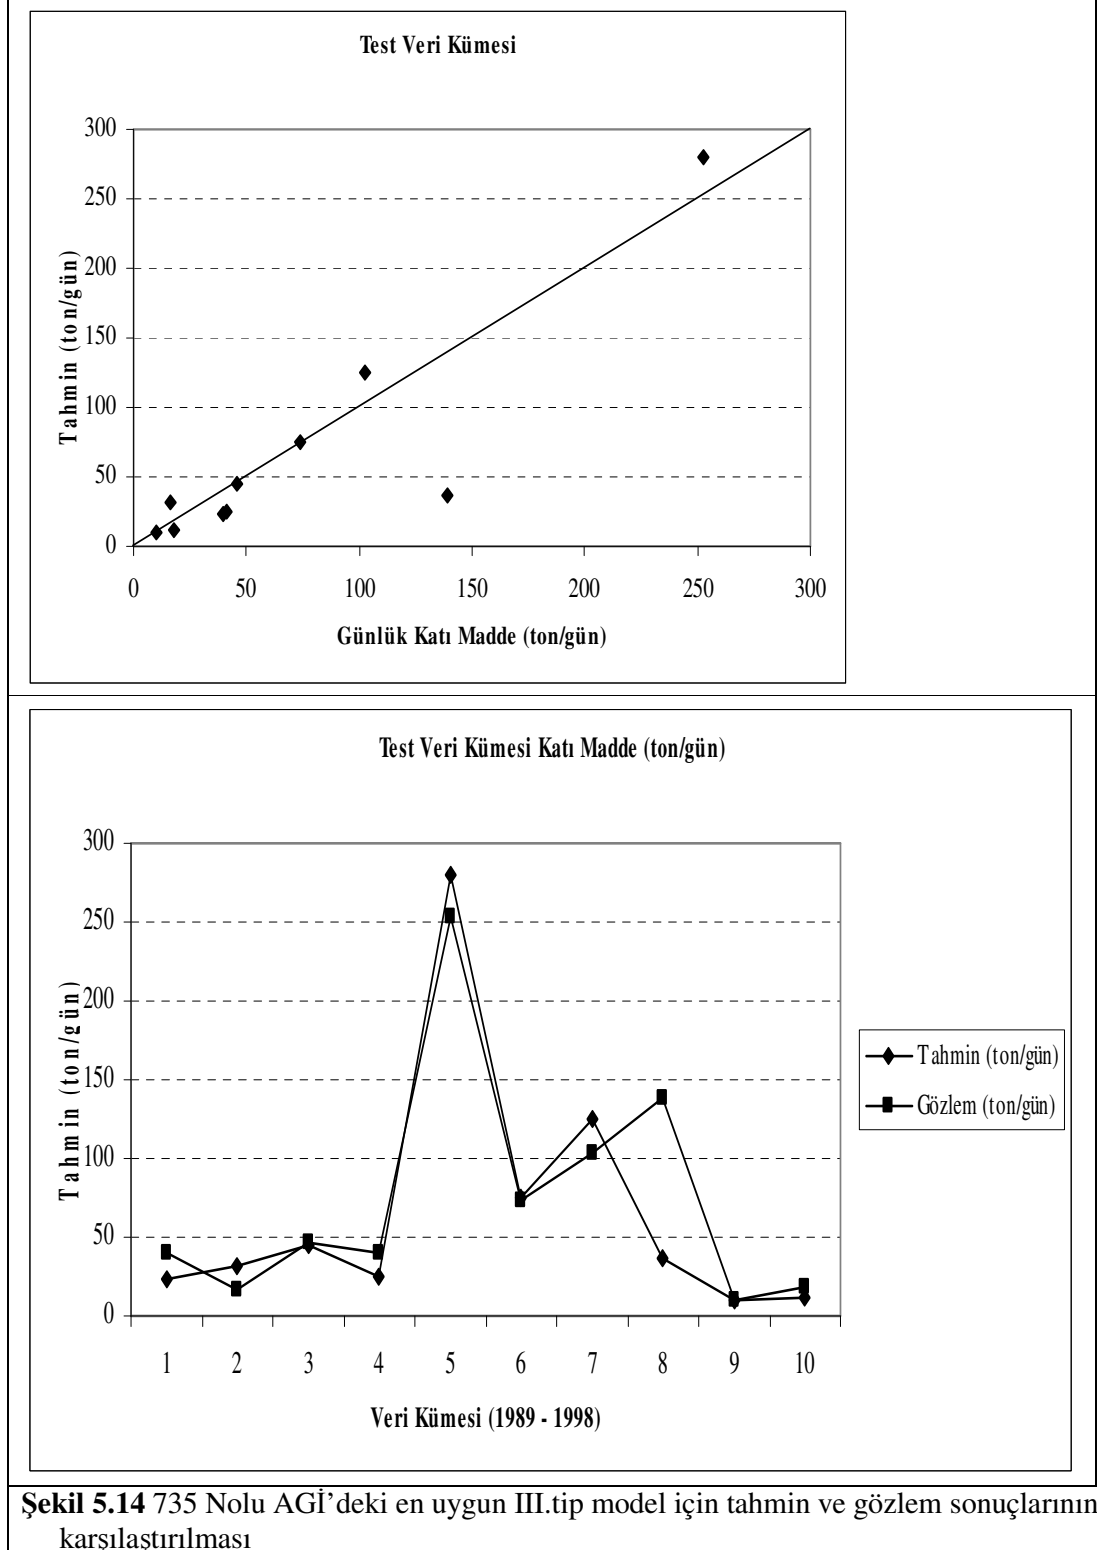 Test Veri Kümesi
300
250
200
150
100
50
0
Tahmin (ton/gün)
0 50 100 150 200 250 300
Günlük Katı Madde (ton/gün)
Test Veri Kümesi Katı Madde (ton/gün)
300
250
200
150
100
50
0
Tahmin (ton/gün)
Tahmin (ton/gün)
Gözlem (ton/gün)
1 2 3 4 5 6 7 8 9 10
Veri Kümesi (1989 - 1998)
Şekil 5.14 735 Nolu AGİ’deki en uygun III.tip model için tahmin ve gözlem sonuçlarının
karşılaştırılması